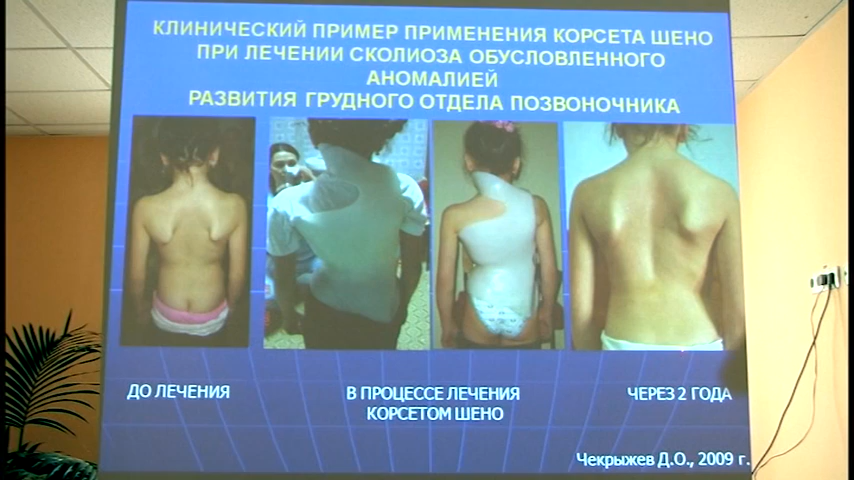 КЛИНИЧЕСКИЙ ПРИМЕР ПРИМЕНЕНИЯ КОРСЕТА ШЕНО
ПРИ ЛЕЧЕНИИ СКОЛИОЗА ОБУСЛОВЛЕННОГО
АНОМАЛИЕЙ
РАЗВИТИЯ ГРУДНОГО ОТДЕЛА ПОЗВОНОЧНИКА
ДО ЛЕЧЕНИЯ
В ПРОЦЕССЕ ЛЕЧЕНИЯ
КОРСЕТОМ ШЕНО
ЧЕРЕЗ 2 ГОДА
Чекрыжев Д.О., 2009 г.